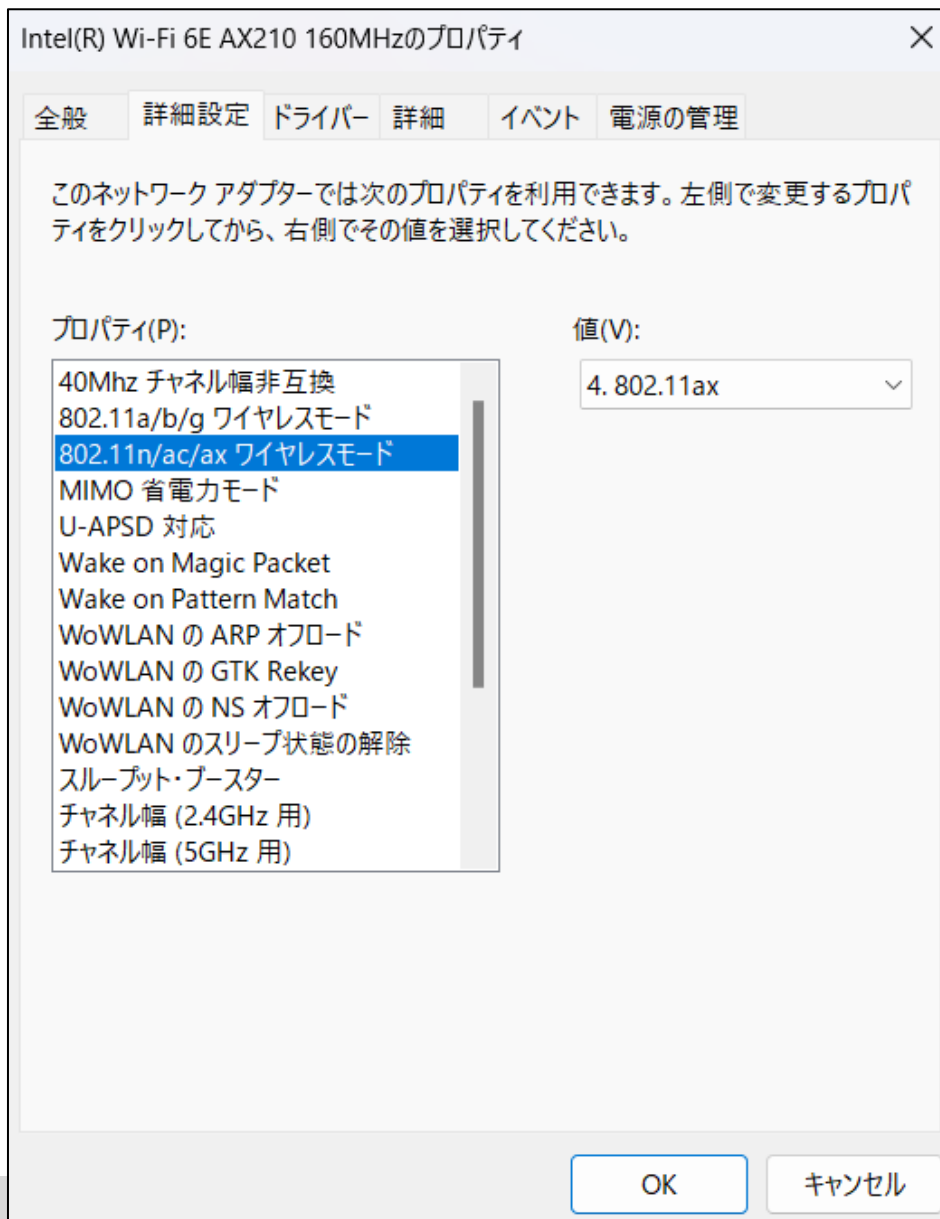 Intel(R) Wi-Fi 6E AX210 160MHzのプロパティ
全般 詳細設定 ドライバー 詳細 イベント 電源の管理
このネットワーク アダプターでは次のプロパティを利用できます。左側で変更するプロパ
ティをクリックしてから、右側でその値を選択してください。
プロパティ(P): 値(V):
40Mhz チャネル幅非互換
4. 802.11ax
802.11a/b/g ワイヤレスモード
802.11n/ac/ax ワイヤレスモード
MIMO 省電力モード
U-APSD 対応
Wake on Magic Packet
Wake on Pattern Match
WoWLAN の ARP オフロード
WoWLAN の GTK Rekey
WoWLAN の NS オフロード
WoWLAN のスリープ状態の解除
スループット・ブースター
チャネル幅 (2.4GHz 用)
チャネル幅 (5GHz 用)
OK キャンセル